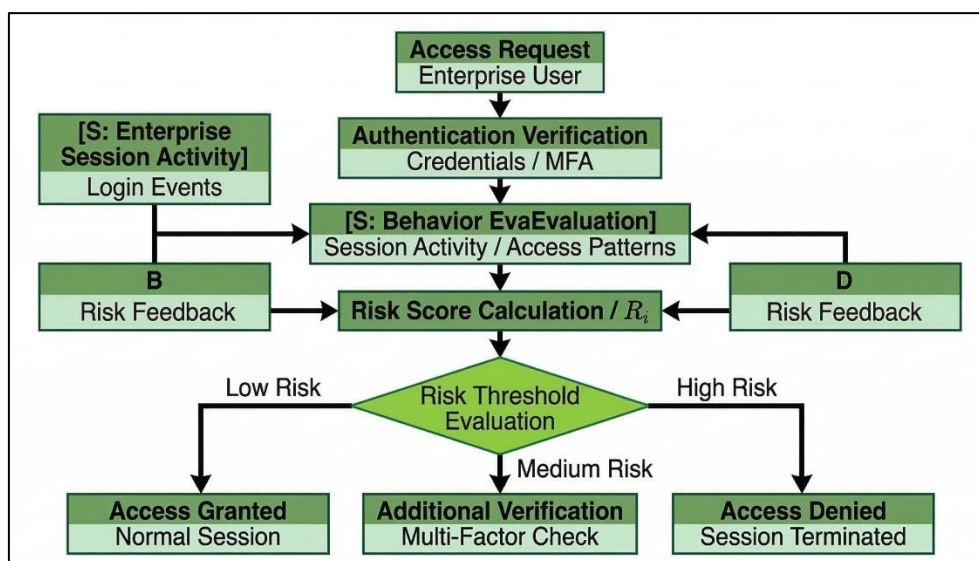 Access Request
Enterprise User
[S: Enterprise
Session Activity]
Login Events
Authentication Verification
Credentials / MFA
[S: Behavior EvaEvaluation]
Session Activity / Access Patterns
B
Risk Feedback
Risk Score Calculation / R_i
D
Risk Feedback
Low Risk
Risk Threshold
Evaluation
High Risk
Medium Risk
Access Granted
Normal Session
Additional Verification
Multi-Factor Check
Access Denied
Session Terminated